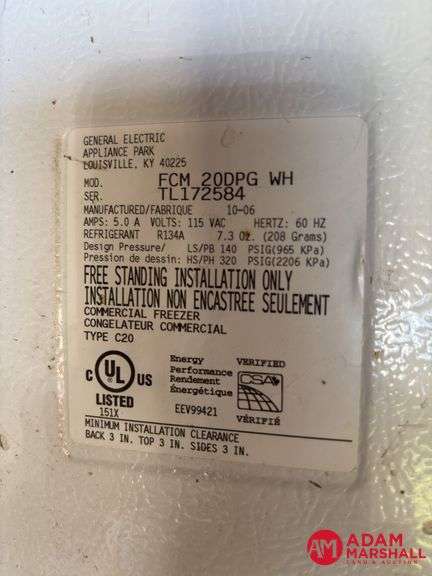 GENERAL ELECTRIC
APPLIANCE PARK
LOUISVILLE, KY 40225
MOD. FCM 20DPG WH
SER. TL172584
MANUFACTURED/FABRIQUE 10-06
AMPS: 5.0 A VOLTS: 115 VAC HERTZ: 60 HZ
REFRIGERANT R134A 7.3 Oz. (208 Grams)
Design Pressure/ LS/PB 140 PSIG(965 KPa)
Pression de dessin: HS/PH 320 PSIG(2206 KPa)
FREE STANDING INSTALLATION ONLY
INSTALLATION NON ENCASTREE SEULEMENT
COMMERCIAL FREEZER
CONGELATEUR COMMERCIAL
TYPE C20
C UL US
LISTED
151X
Energy VERIFIED
Performance
Rendement
Énergétique
CSA
EEV99421 VÉRIFIÉ
MINIMUM INSTALLATION CLEARANCE
BACK 3 IN. TOP 3 IN. SIDES 3 IN.
AM ADAM
MARSHALL
LAND & AUCTION